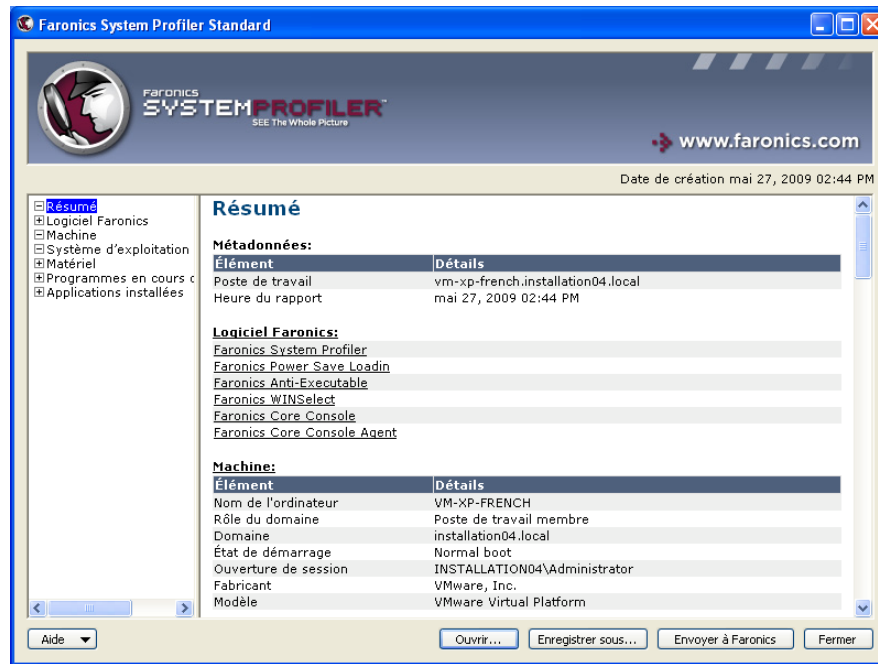 Faronics System Profiler Standard
FARONICS
SYSTEMPROFILER™
SEE The Whole Picture
www.faronics.com
Date de création mai 27, 2009 02:44 PM
Résumé
Logiciel Faronics
Machine
Système d'exploitation
Matériel
Programmes en cours
Applications installées
Résumé
Métadonnées:
Élément Détails
Poste de travail vm-xp-french.installation04.local
Heure du rapport mai 27, 2009 02:44 PM
Logiciel Faronics:
Faronics System Profiler
Faronics Power Save Loadin
Faronics Anti-Executable
Faronics WINSelect
Faronics Core Console
Faronics Core Console Agent
Machine:
Élément Détails
Nom de l'ordinateur VM-XP-FRENCH
Rôle du domaine Poste de travail membre
Domaine installation04.local
État de démarrage Normal boot
Ouverture de session INSTALLATION04\Administrator
Fabricant VMware, Inc.
Modèle VMware Virtual Platform
Aide Ouvrir... Enregistrer sous... Envoyer à Faronics Fermer